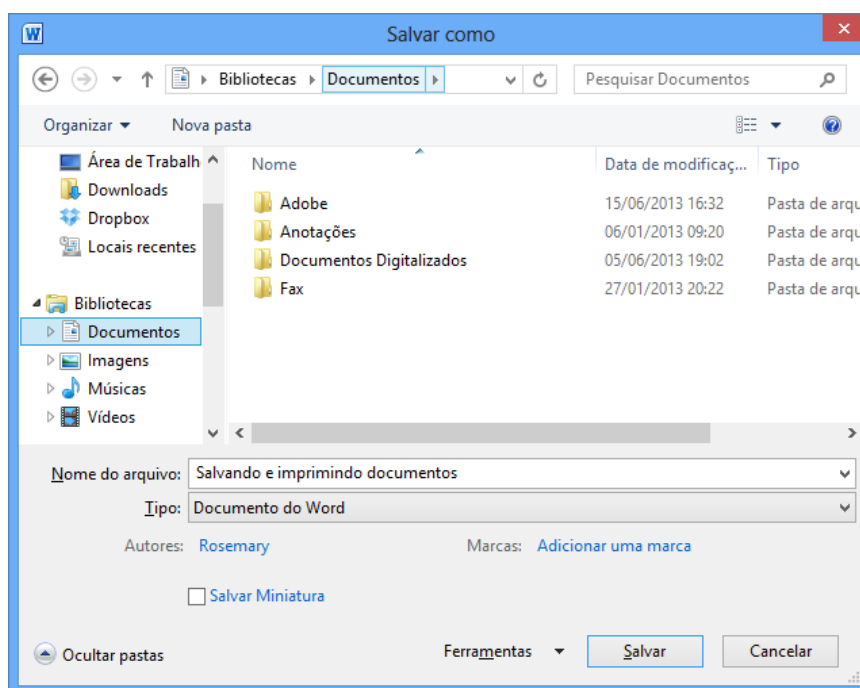 W Salvar como
Bibliotecas Documentos Pesquisar Documentos
Organizar Nova pasta
Nome Data de modificaç... Tipo
Área de Trabalh
Downloads
Dropbox
Locais recentes
Bibliotecas
Documentos
Imagens
Músicas
Vídeos
Adobe 15/06/2013 16:32 Pasta de arqu
Anotações 06/01/2013 09:20 Pasta de arqu
Documentos Digitalizados 05/06/2013 19:02 Pasta de arqu
Fax 27/01/2013 20:22 Pasta de arqu
Nome do arquivo: Salvando e imprimindo documentos
Tipo: Documento do Word
Autores: Rosemary Marcas: Adicionar uma marca
Salvar Miniatura
Ocultar pastas Ferramentas Salvar Cancelar